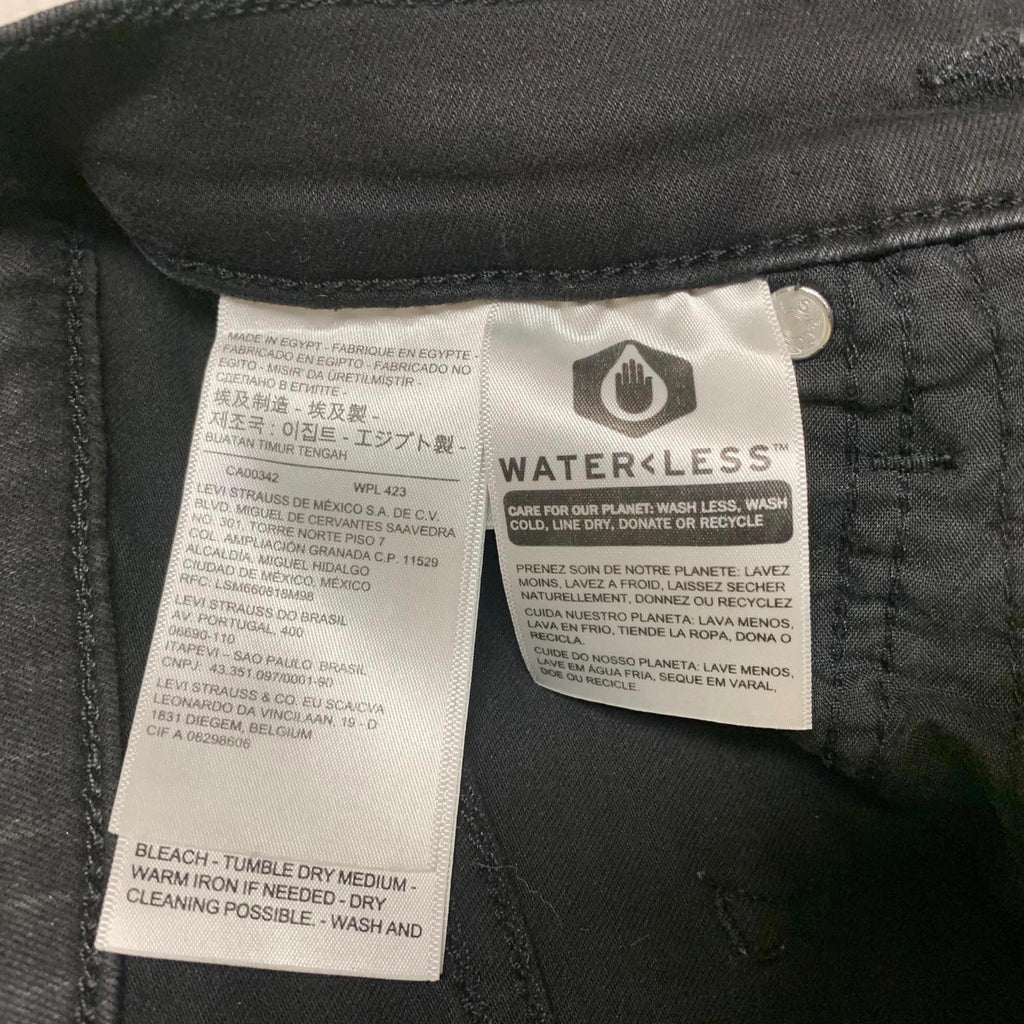 MADE IN EGYPT - FABRIQUE EN EGYPTE -
FABRICADO EN EGIPTO - FABRICADO NO
EGITO - MISIR' DA ÜRETILMIŞTIR -
СДЕЛАНО В ЕГИПТЕ -
埃及制造 - 埃及製 -
제조국 : 이집트 - エジプト製 -
BUATAN TIMUR TENGAH
CA00342 WPL 423
LEVI STRAUSS DE MÉXICO S.A. DE C.V.
BLVD. MIGUEL DE CERVANTES SAAVEDRA
NO. 301, TORRE NORTE PISO 7
COL. AMPLIACIÓN GRANADA C.P. 11529
ALCALDÍA, MIGUEL HIDALGO
CIUDAD DE MÉXICO, MÉXICO
RFC: LSM660618M98
LEVI STRAUSS DO BRASIL
AV. PORTUGAL, 400
06690-110
ITAPEVI – SAO PAULO BRASIL
CNPJ: 43.351.097/0001-90
LEVI STRAUSS & CO. EU SCA/CVA
LEONARDO DA VINCILAAN, 19 - D
1831 DIEGEM, BELGIUM
CIF A 08298606
BLEACH - TUMBLE DRY MEDIUM -
WARM IRON IF NEEDED - DRY
CLEANING POSSIBLE. - WASH AND
WATER<LESS™
CARE FOR OUR PLANET: WASH LESS, WASH
COLD, LINE DRY, DONATE OR RECYCLE
PRENEZ SOIN DE NOTRE PLANETE: LAVEZ
MOINS, LAVEZ A FROID, LAISSEZ SECHER
NATURELLEMENT, DONNEZ OU RECYCLEZ
CUIDA NUESTRO PLANETA: LAVA MENOS,
LAVA EN FRIO, TIENDE LA ROPA, DONA O
RECICLA.
CUIDE DO NOSSO PLANETA: LAVE MENOS,
LAVE EM ÁGUA FRIA, SEQUE EM VARAL,
DOE OU RECICLE.